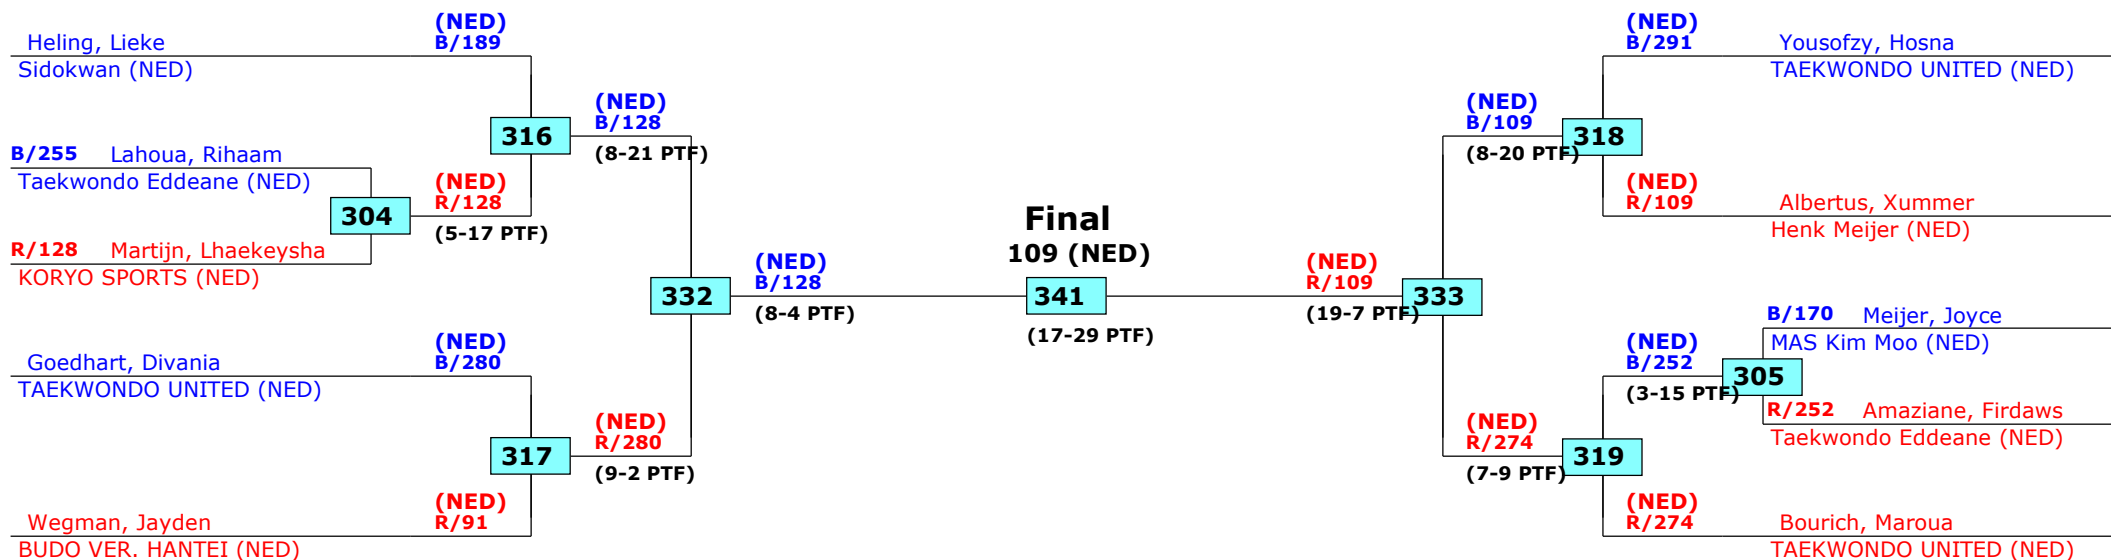 (NED)
B/189
Heling, Lieke
Sidokwan (NED)
316
(NED)
B/128
(8-21 PTF)
B/255 Lahoua, Rihaam
Taekwondo Eddeane (NED)
304
(NED)
R/128
(5-17 PTF)
R/128 Martijn, Lhaekeysha
KORYO SPORTS (NED)
332
(NED)
B/128
(8-4 PTF)
(NED)
B/280
Goedhart, Divania
TAEKWONDO UNITED (NED)
317
(NED)
R/280
(9-2 PTF)
(NED)
R/91
Wegman, Jayden
BUDO VER. HANTEI (NED)
Final
109 (NED)
341
(17-29 PTF)
(NED)
R/109
(19-7 PTF)
333
(NED)
B/109
(8-20 PTF)
318
(NED)
B/291
Yousofzy, Hosna
TAEKWONDO UNITED (NED)
(NED)
R/109
Albertus, Xummer
Henk Meijer (NED)
B/170 Meijer, Joyce
MAS Kim Moo (NED)
(NED)
B/252
(3-15 PTF)
305
R/252 Amaziane, Firdaws
Taekwondo Eddeane (NED)
(NED)
R/274
(7-9 PTF)
319
(NED)
R/274
Bourich, Maroua
TAEKWONDO UNITED (NED)